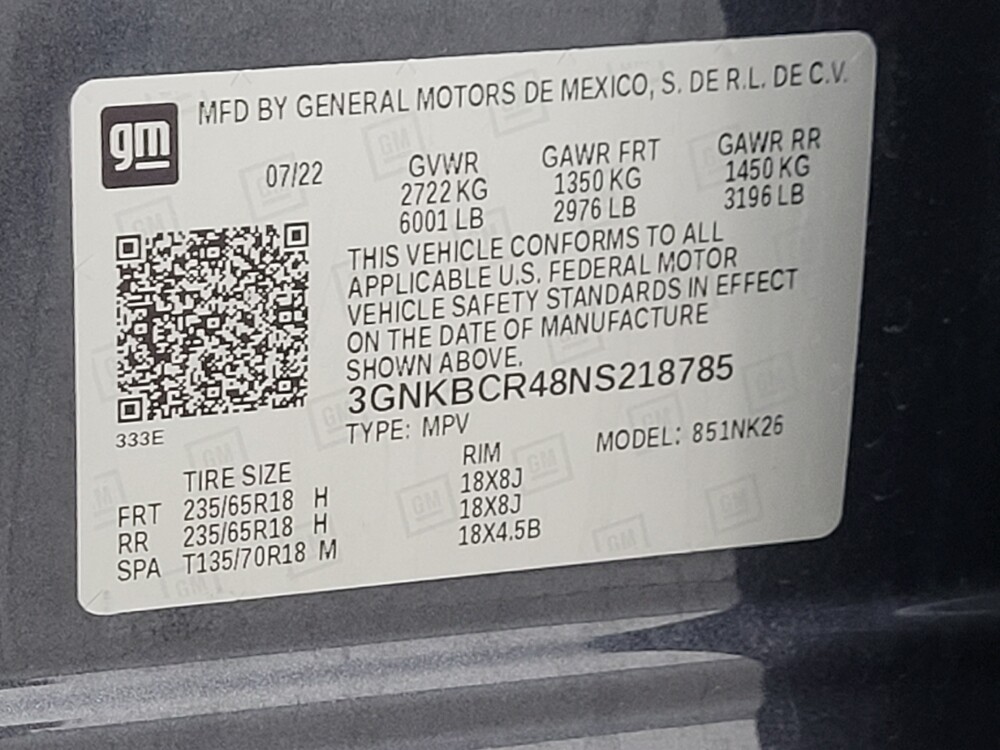 gm
MFD BY GENERAL MOTORS DE MEXICO, S. DE R.L. DE C.V.
07/22 GVWR GAWR FRT GAWR RR
2722 KG 1350 KG 1450 KG
6001 LB 2976 LB 3196 LB
THIS VEHICLE CONFORMS TO ALL
APPLICABLE U.S. FEDERAL MOTOR
VEHICLE SAFETY STANDARDS IN EFFECT
ON THE DATE OF MANUFACTURE
SHOWN ABOVE.
3GNKBCR48NS218785
333E
TYPE: MPV MODEL: 851NK26
TIRE SIZE RIM
FRT 235/65R18 H 18X8J
RR 235/65R18 H 18X8J
SPA T135/70R18 M 18X4.5B